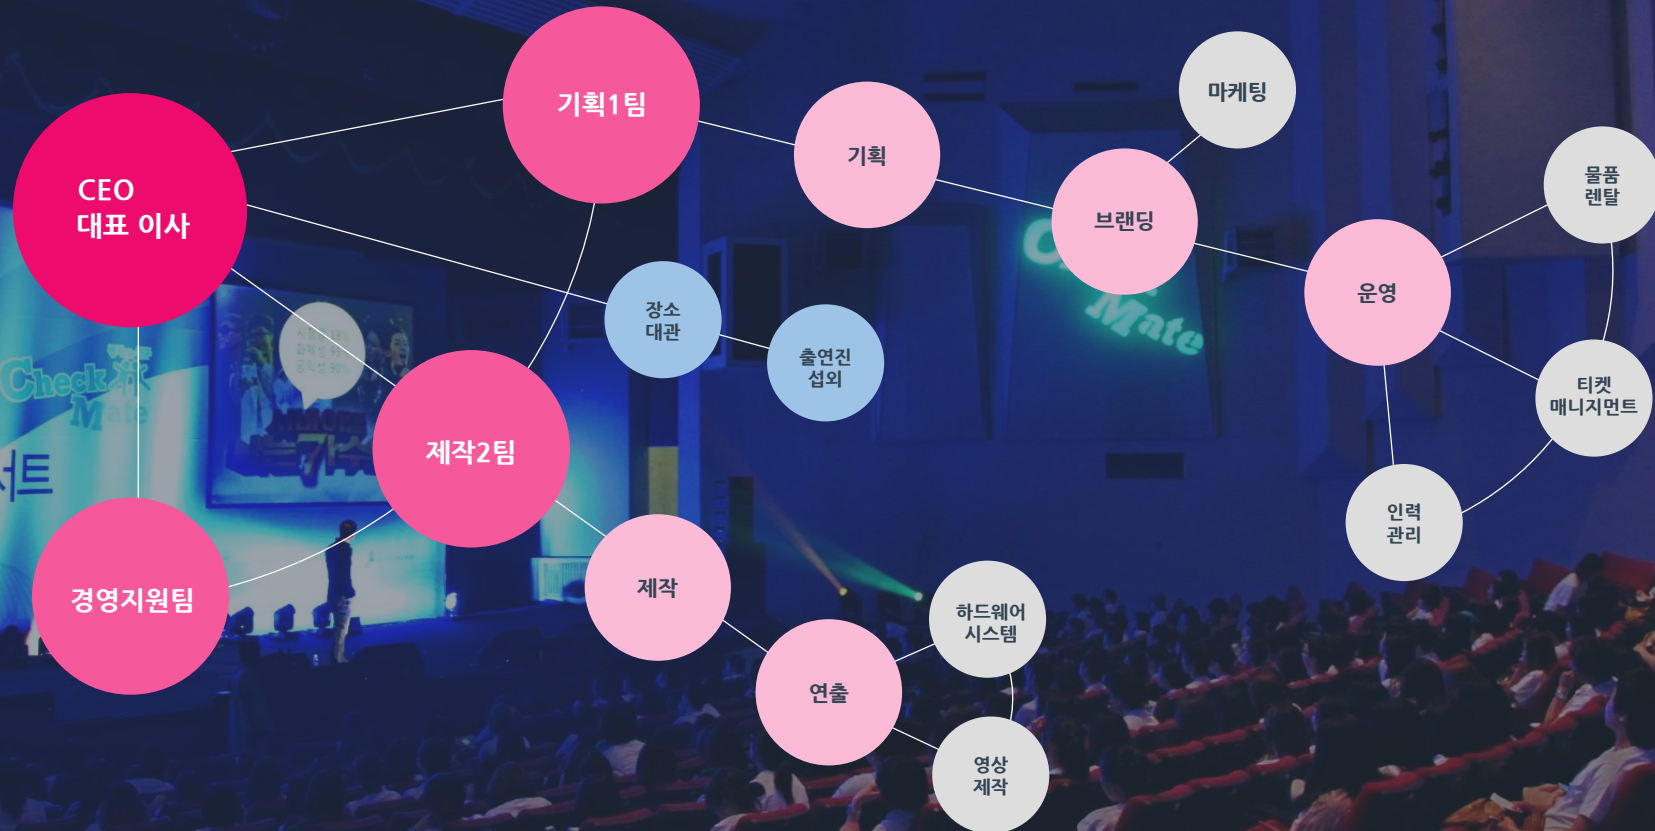 CEO
대표 이사
기획1팀
기획
브랜딩
마케팅
운영
물품
렌탈
티켓
매니지먼트
인력
관리
장소
대관
출연진
섭외
제작2팀
제작
연출
하드웨어
시스템
영상
제작
경영지원팀
Check
Mate
서트
Mate